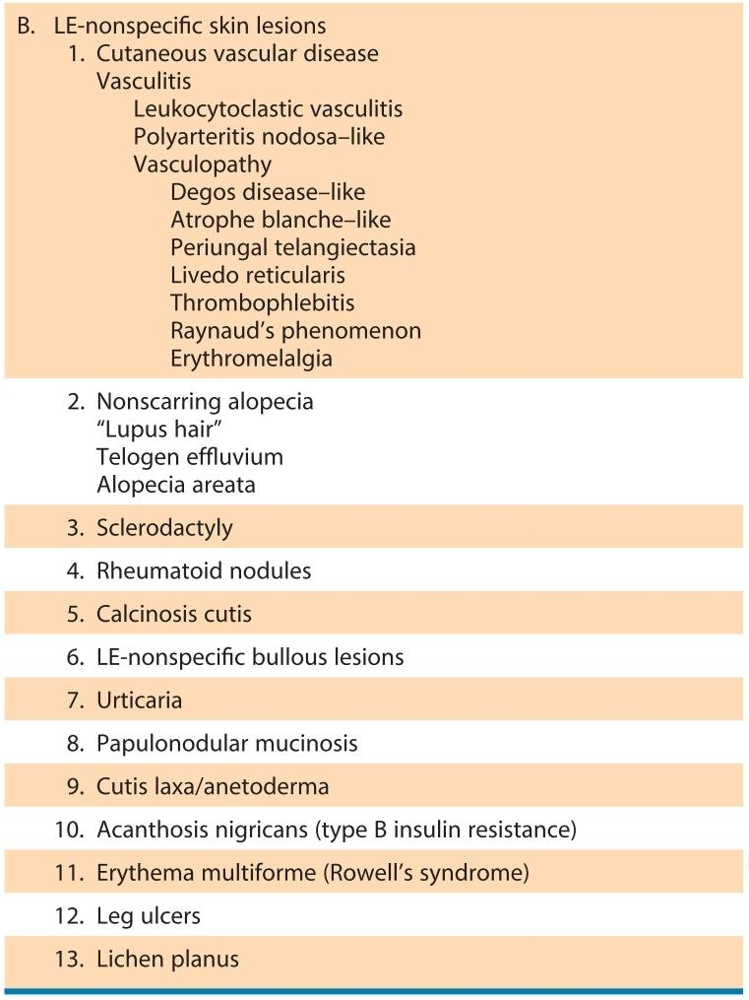 B. LE-nonspecific skin lesions
1. Cutaneous vascular disease
Vasculitis
Leukocytoclastic vasculitis
Polyarteritis nodosa–like
Vasculopathy
Degos disease–like
Atrophe blanche–like
Periungal telangiectasia
Livedo reticularis
Thrombophlebitis
Raynaud’s phenomenon
Erythromelalgia
2. Nonscarring alopecia
“Lupus hair”
Telogen effluvium
Alopecia areata
3. Sclerodactyly
4. Rheumatoid nodules
5. Calcinosis cutis
6. LE-nonspecific bullous lesions
7. Urticaria
8. Papulonodular mucinosis
9. Cutis laxa/anetoderma
10. Acanthosis nigricans (type B insulin resistance)
11. Erythema multiforme (Rowell’s syndrome)
12. Leg ulcers
13. Lichen planus